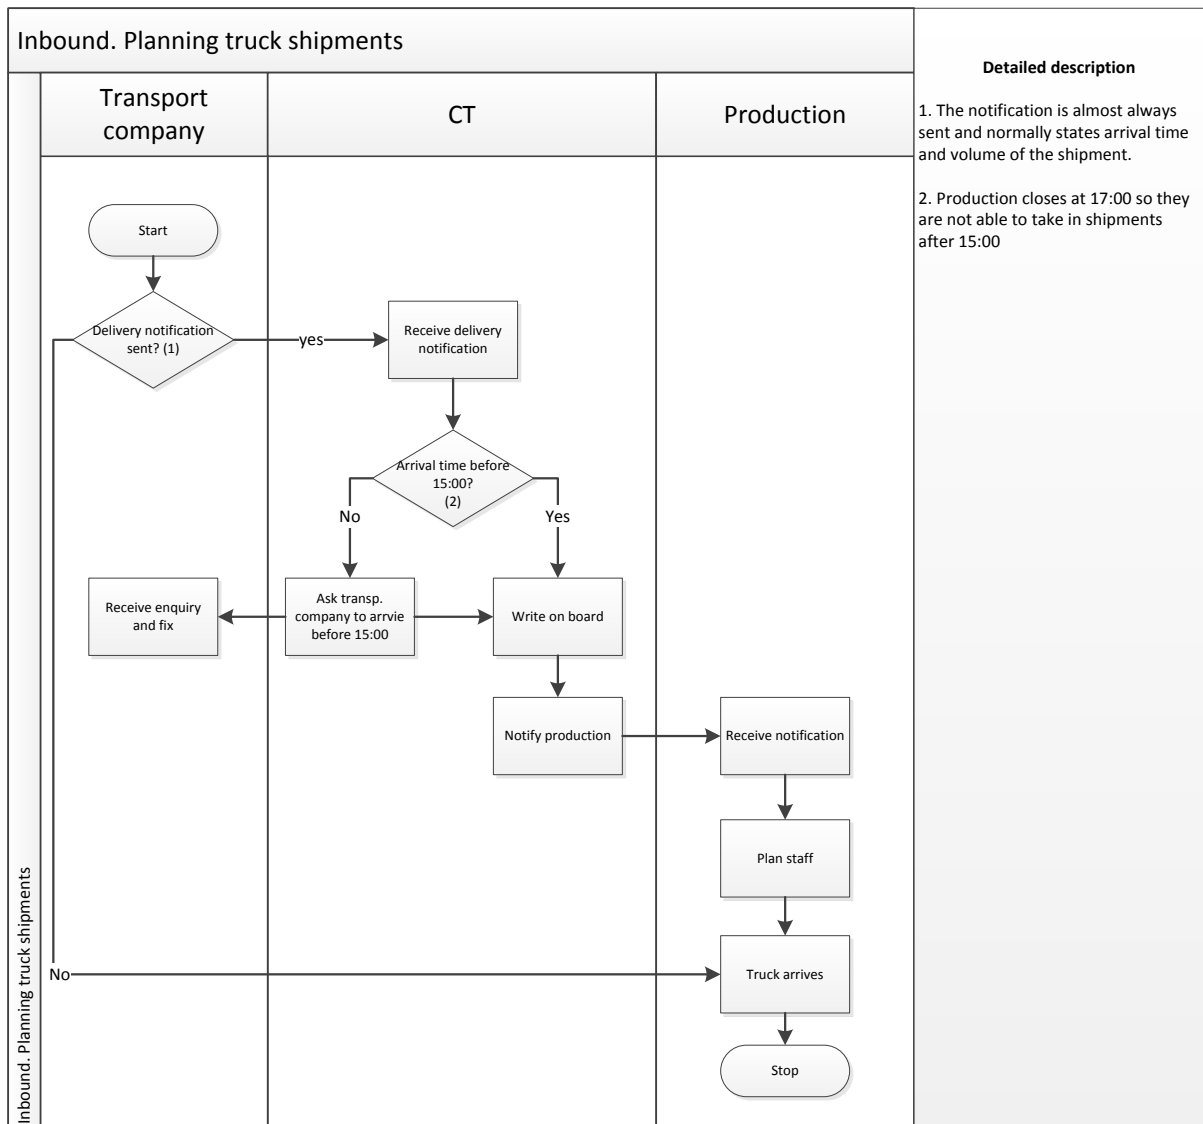 Inbound. Planning truck shipments
Detailed description
1. The notification is almost always
sent and normally states arrival time
and volume of the shipment.
2. Production closes at 17:00 so they
are not able to take in shipments
after 15:00
Transport
company
CT
Production
Start
Delivery notification
sent? (1)
yes
Receive delivery
notification
Arrival time before
15:00?
(2)
No
Yes
Receive enquiry
and fix
Ask transp.
company to arrvie
before 15:00
Write on board
Notify production
Receive notification
Plan staff
No
Truck arrives
Stop
Inbound. Planning truck shipments